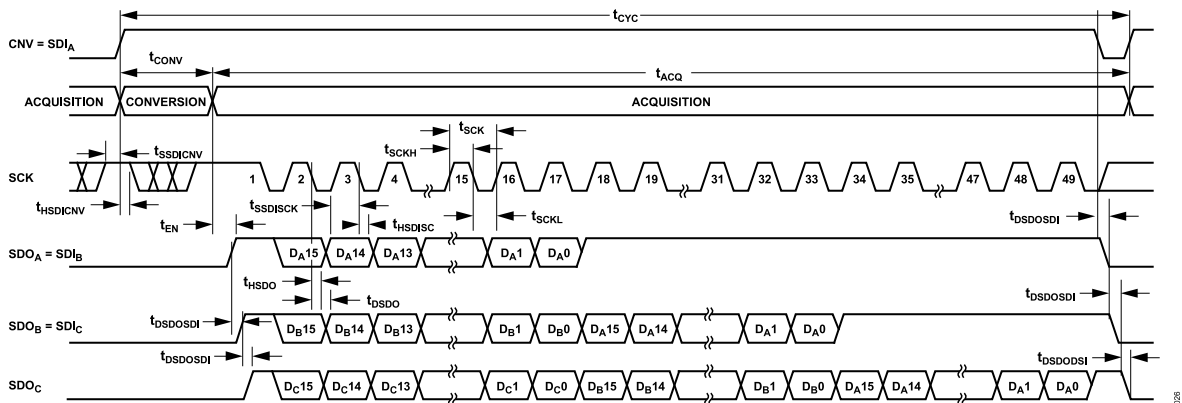 tCYC
CNV = SDIA
tCONV
tACQ
ACQUISITION CONVERSION ACQUISITION
tSCK
tSSDICNV
tSCKH
SCK 1 2 3 4 15 16 17 18 19 31 32 33 34 35 47 48 49
tHSDICNV
tSSDISCK
tSCKL
tEN
tHSDISC
tDSDOSDI
SDOA = SDIB DA15 DA14 DA13 DA1 DA0
tHSDO
tDSDO
tDSDOSDI
tDSDOSDI
SDOB = SDIC DB15 DB14 DB13 DB1 DB0 DA15 DA14 DA1 DA0
tDSDOSDI
tDSDODSI
SDOC DC15 DC14 DC13 DC1 DC0 DB15 DB14 DB1 DB0 DA15 DA14 DA1 DA0
026